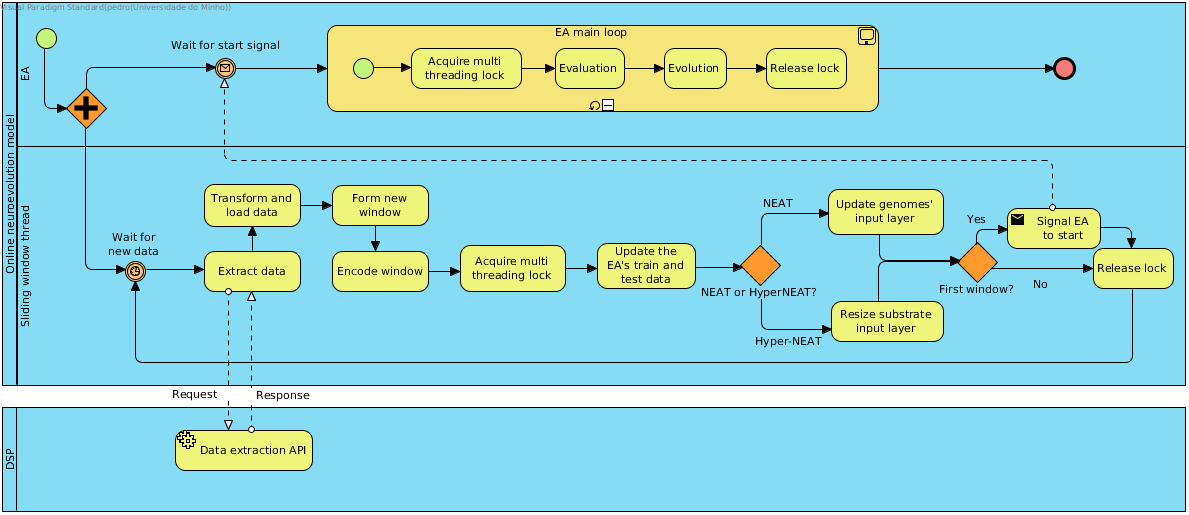 Visual Paradigm Standard(pedro(Universidade do Minho))
Online neuroevolution model
EA
Wait for start signal
EA main loop
Acquire multi
threading lock
Evaluation
Evolution
Release lock
Sliding window thread
Wait for
new data
Transform and
load data
Form new
window
Extract data
Encode window
Acquire multi
threading lock
Update the
EA's train and
test data
NEAT or HyperNEAT?
NEAT
Update genomes'
input layer
Hyper-NEAT
Resize substrate
input layer
First window?
Yes
Signal EA
to start
No
Release lock
Request
Response
DSP
Data extraction API